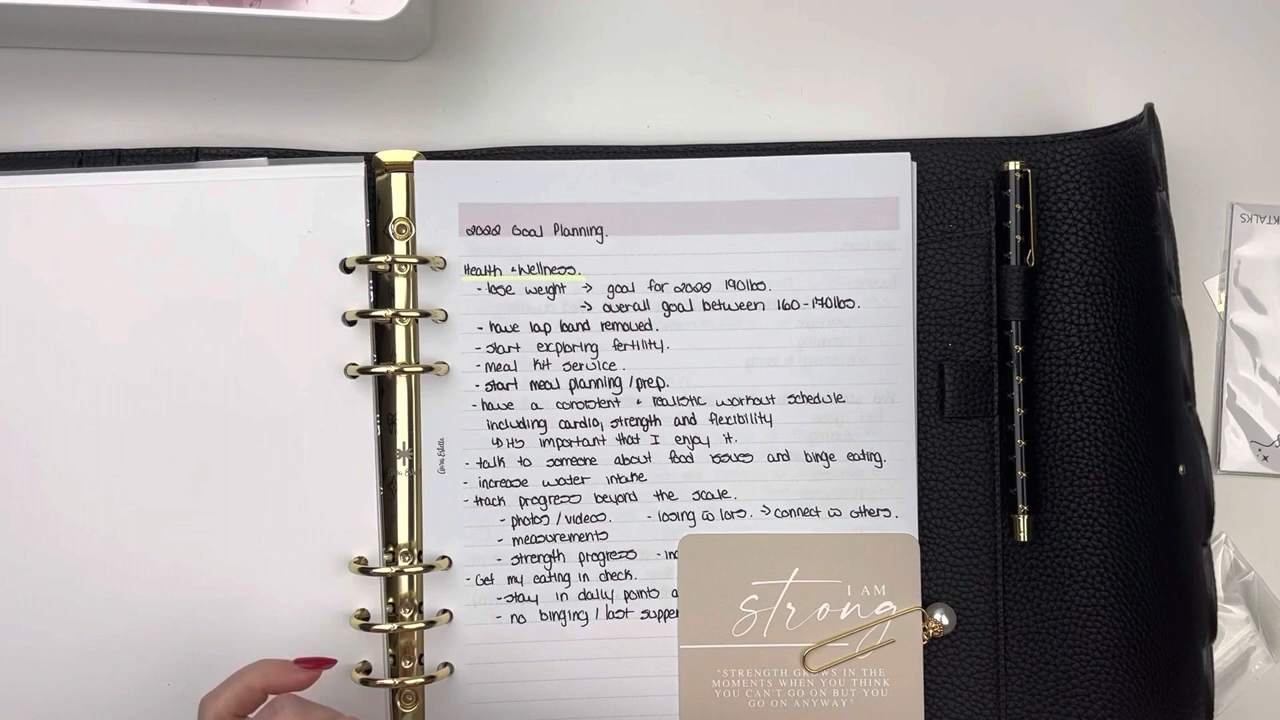 2022 Goal Planning.
Health + Wellness.
- lose weight → goal for 2022 190lbs.
→ overall goal between 160-170lbs.
- have lap band removed.
- start exploring fertility.
- meal kit service.
- start meal planning/prep.
- have a consistent + realistic workout schedule
including cardio, strength and flexibility
↳ It's important that I enjoy it.
- talk to someone about food issues and binge eating.
- increase water intake
- track progress beyond the scale.
- photos/videos. - losing w lors. → connect w others.
- measurements
- strength progress
- Get my eating in check.
- stay in daily points
- no binging/last
Cara Estelle
I AM
strong
"STRENGTH GROWS IN THE
MOMENTS WHEN YOU THINK
YOU CAN'T GO ON BUT YOU
GO ON ANYWAY"